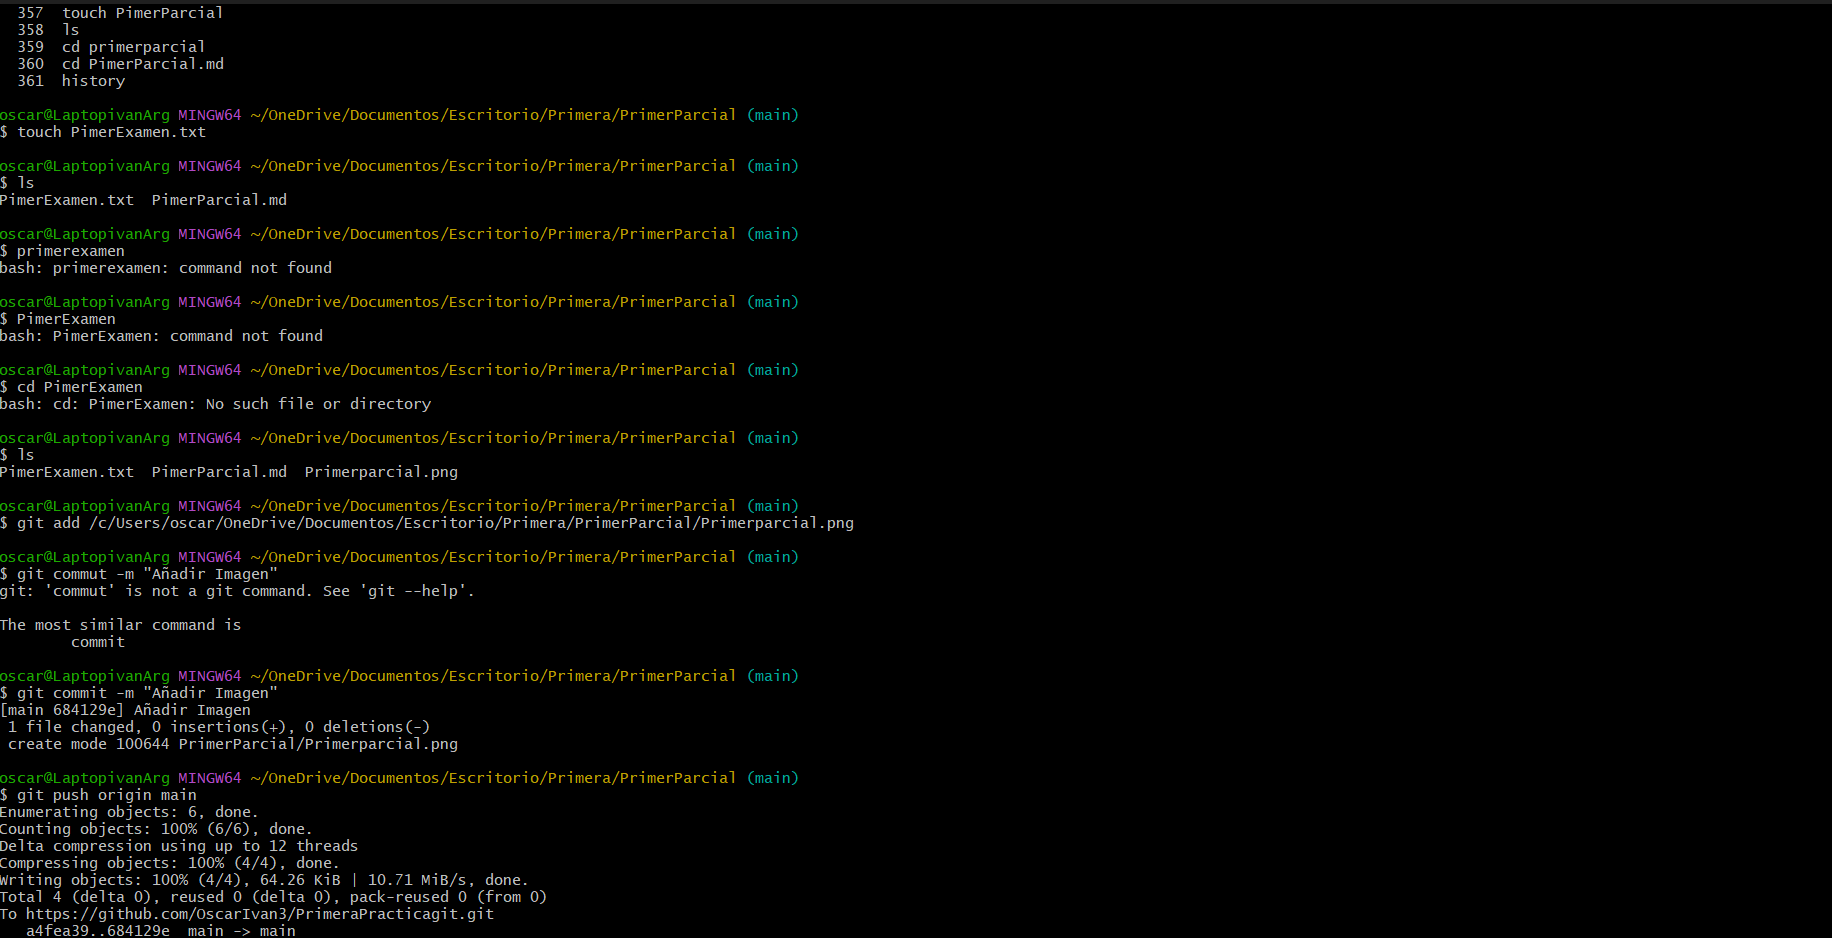 357  touch PimerParcial
358  ls
359  cd primerparcial
360  cd PimerParcial.md
361  history
oscar@LaptopivanArg MINGW64 ~/OneDrive/Documentos/Escritorio/Primera/PrimerParcial (main)
$ touch PimerExamen.txt
oscar@LaptopivanArg MINGW64 ~/OneDrive/Documentos/Escritorio/Primera/PrimerParcial (main)
$ ls
PimerExamen.txt  PimerParcial.md
oscar@LaptopivanArg MINGW64 ~/OneDrive/Documentos/Escritorio/Primera/PrimerParcial (main)
$ primerexamen
bash: primerexamen: command not found
oscar@LaptopivanArg MINGW64 ~/OneDrive/Documentos/Escritorio/Primera/PrimerParcial (main)
$ PimerExamen
bash: PimerExamen: command not found
oscar@LaptopivanArg MINGW64 ~/OneDrive/Documentos/Escritorio/Primera/PrimerParcial (main)
$ cd PimerExamen
bash: cd: PimerExamen: No such file or directory
oscar@LaptopivanArg MINGW64 ~/OneDrive/Documentos/Escritorio/Primera/PrimerParcial (main)
$ ls
PimerExamen.txt  PimerParcial.md  Primerparcial.png
oscar@LaptopivanArg MINGW64 ~/OneDrive/Documentos/Escritorio/Primera/PrimerParcial (main)
$ git add /c/Users/oscar/OneDrive/Documentos/Escritorio/Primera/PrimerParcial/Primerparcial.png
oscar@LaptopivanArg MINGW64 ~/OneDrive/Documentos/Escritorio/Primera/PrimerParcial (main)
$ git commut -m "Añadir Imagen"
git: 'commut' is not a git command. See 'git --help'.
The most similar command is
commit
oscar@LaptopivanArg MINGW64 ~/OneDrive/Documentos/Escritorio/Primera/PrimerParcial (main)
$ git commit -m "Añadir Imagen"
[main 684129e] Añadir Imagen
1 file changed, 0 insertions(+), 0 deletions(-)
create mode 100644 PrimerParcial/Primerparcial.png
oscar@LaptopivanArg MINGW64 ~/OneDrive/Documentos/Escritorio/Primera/PrimerParcial (main)
$ git push origin main
Enumerating objects: 6, done.
Counting objects: 100% (6/6), done.
Delta compression using up to 12 threads
Compressing objects: 100% (4/4), done.
Writing objects: 100% (4/4), 64.26 KiB | 10.71 MiB/s, done.
Total 4 (delta 0), reused 0 (delta 0), pack-reused 0 (from 0)
To https://github.com/OscarIvan3/PrimeraPracticagit.git
a4fea39..684129e  main -> main